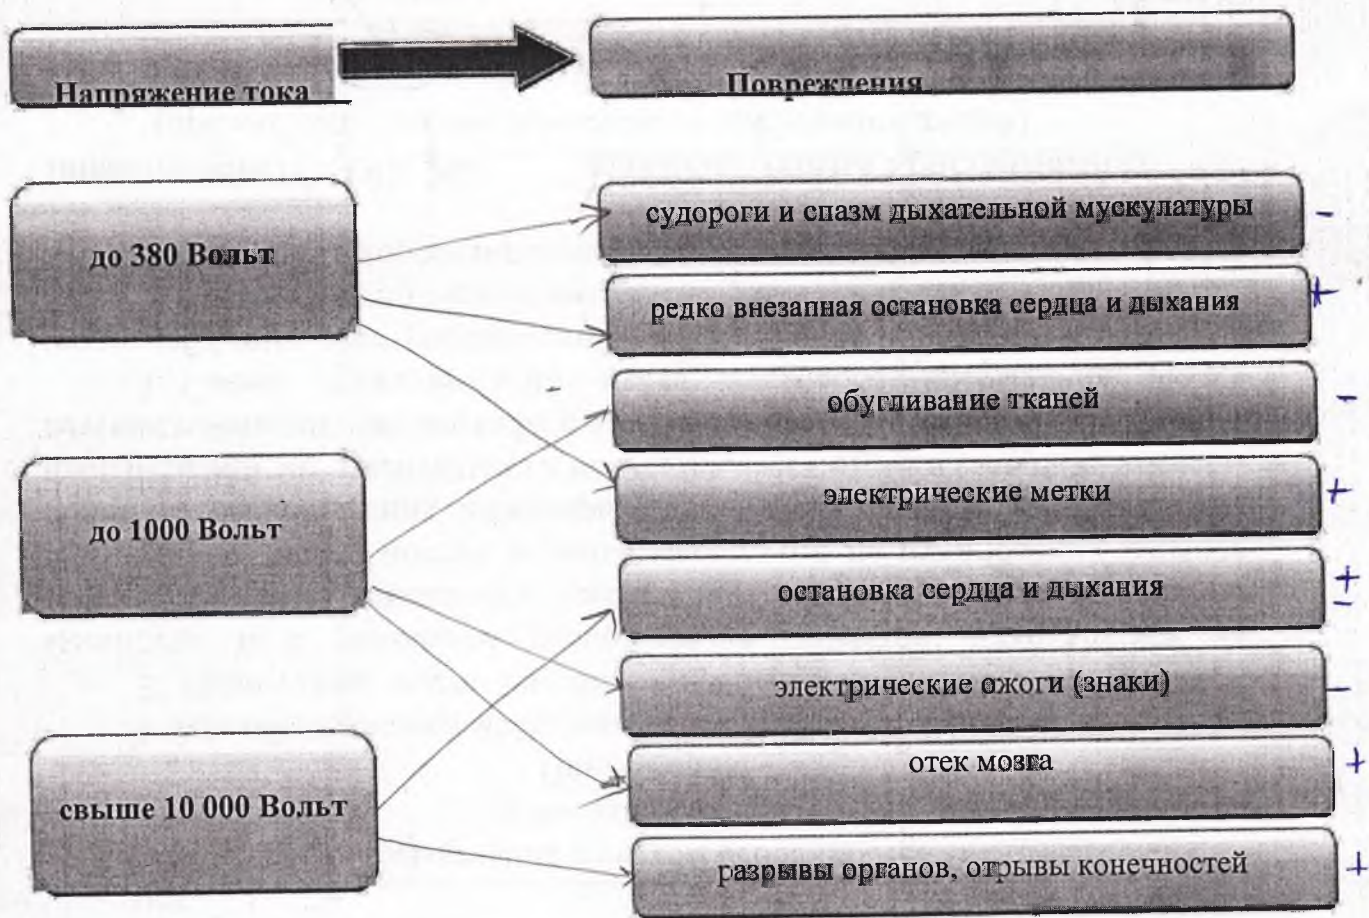 Напряжение тока
Повреждения
до 380 Вольт
судороги и спазм дыхательной мускулатуры -
редко внезапная остановка сердца и дыхания +
обугливание тканей -
до 1000 Вольт
электрические метки +
остановка сердца и дыхания + -
электрические ожоги (знаки) -
свыше 10 000 Вольт
отек мозга +
разрывы органов, отрывы конечностей +